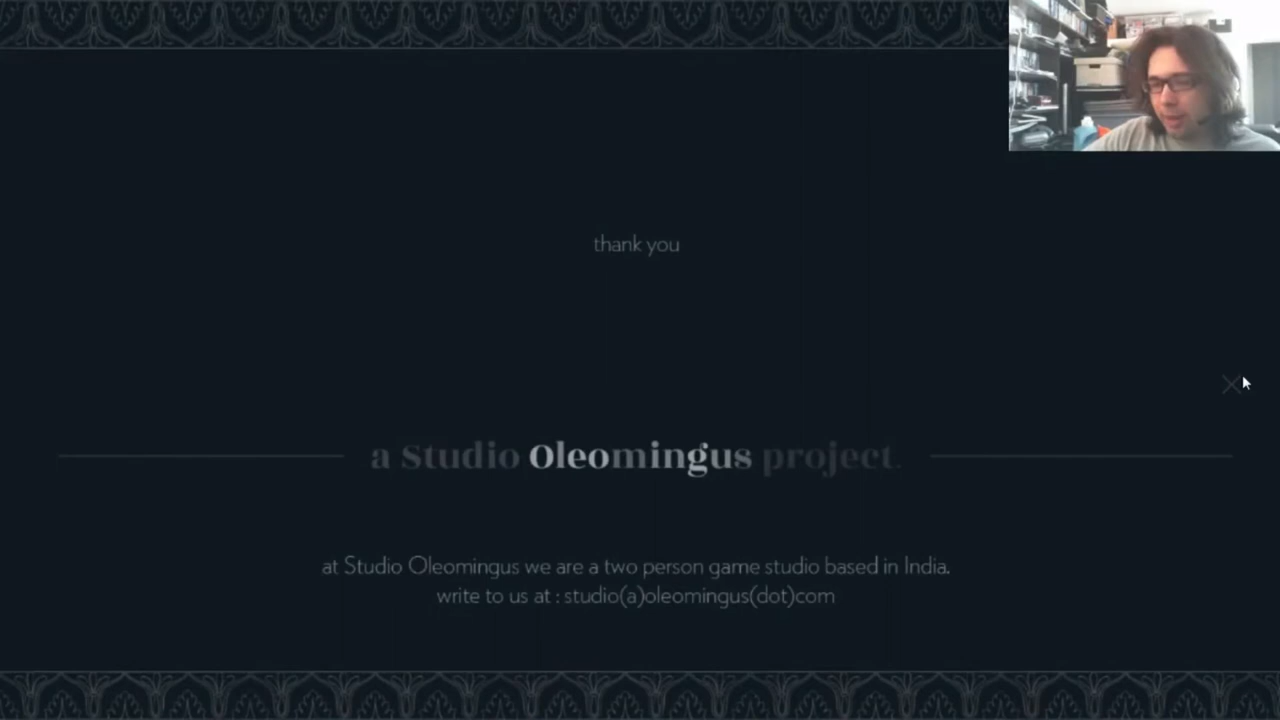 thank you
a Studio Oleomingus project.
at Studio Oleomingus we are a two person game studio based in India.
write to us at : studio(a)oleomingus(dot)com